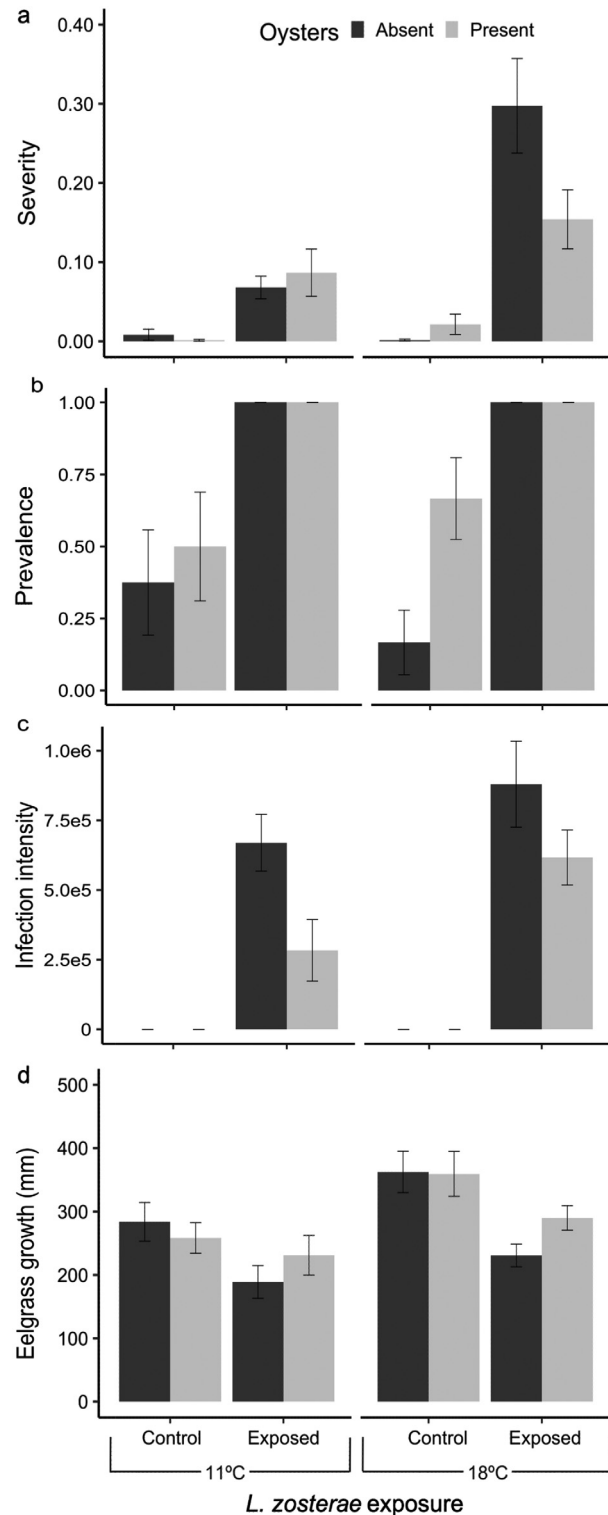 a
Oysters Absent Present
Severity
0.40
0.30
0.20
0.10
0.00
b
Prevalence
1.00
0.75
0.50
0.25
0.00
c
Infection intensity
1.0e6
7.5e5
5.0e5
2.5e5
0
d
Eelgrass growth (mm)
500
400
300
200
100
0
Control Exposed Control Exposed
11ºC 18ºC
L. zosterae exposure